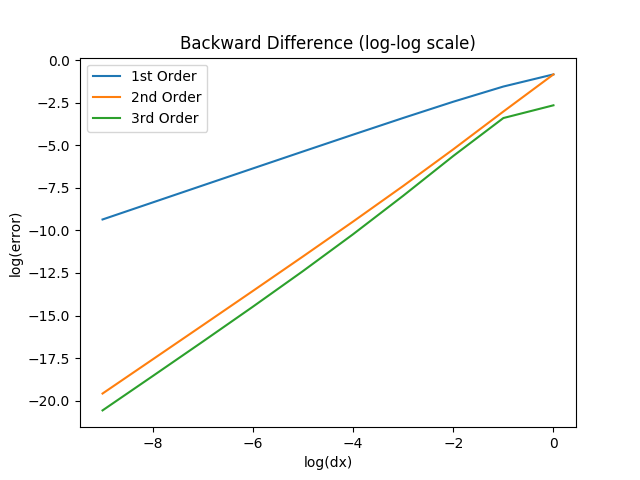 Backward Difference (log-log scale)
1st Order
2nd Order
3rd Order
0.0
−2.5
−5.0
−7.5
−10.0
−12.5
−15.0
−17.5
−20.0
log(error)
−8
−6
−4
−2
0
log(dx)